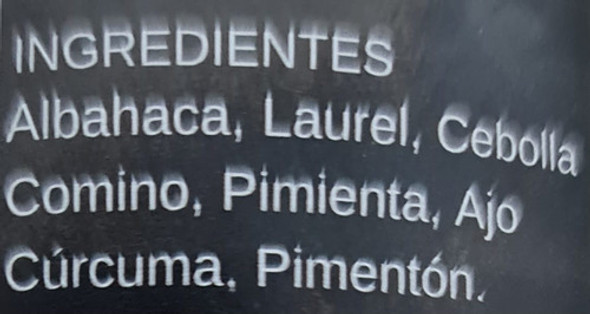 INGREDIENTES
Albahaca, Laurel, Cebolla
Comino, Pimienta, Ajo
Cúrcuma, Pimentón.